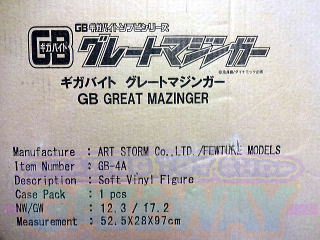 GB ギガバイトソフビシリーズ
ギガバイト
グレートマジンガー
ギガバイト グレートマジンガー
GB GREAT MAZINGER
Manufacture : ART STORM Co.,LTD./FEWTURE MODELS
Item Number : GB-4A
Description : Soft Vinyl Figure
Case Pack : 1 pcs
NW/GW : 12.3 / 17.2
Measurement : 52.5X28X97cm